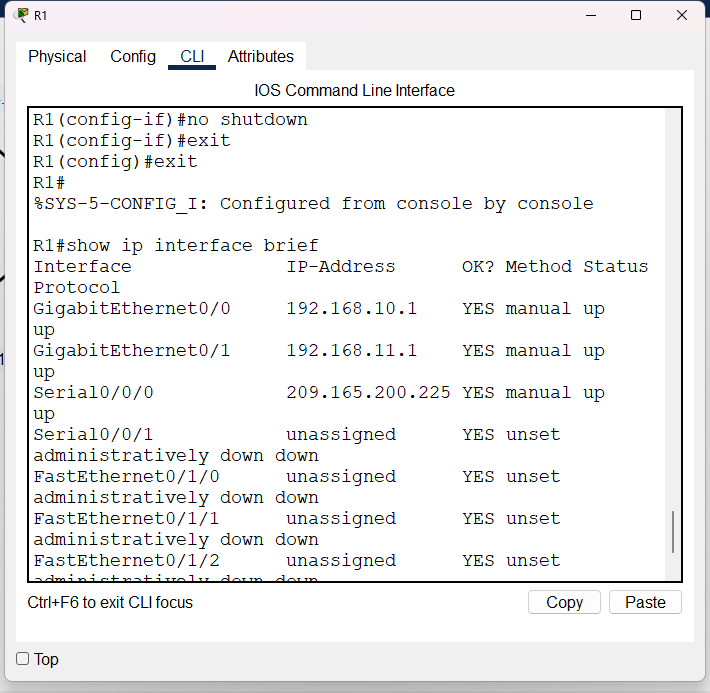 R1
Physical Config CLI Attributes
IOS Command Line Interface
R1(config-if)#no shutdown
R1(config-if)#exit
R1(config)#exit
R1#
%SYS-5-CONFIG_I: Configured from console by console
R1#show ip interface brief
Interface IP-Address OK? Method Status
Protocol
GigabitEthernet0/0 192.168.10.1 YES manual up
up
GigabitEthernet0/1 192.168.11.1 YES manual up
up
Serial0/0/0 209.165.200.225 YES manual up
up
Serial0/0/1 unassigned YES unset
administratively down down
FastEthernet0/1/0 unassigned YES unset
administratively down down
FastEthernet0/1/1 unassigned YES unset
administratively down down
FastEthernet0/1/2 unassigned YES unset
administratively down down
Ctrl+F6 to exit CLI focus
Copy Paste
Top